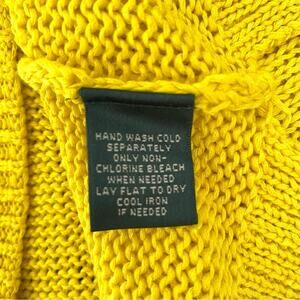 HAND WASH COLD
SEPARATELY
ONLY NON-
CHLORINE BLEACH
WHEN NEEDED
LAY FLAT TO DRY
COOL IRON
IF NEEDED